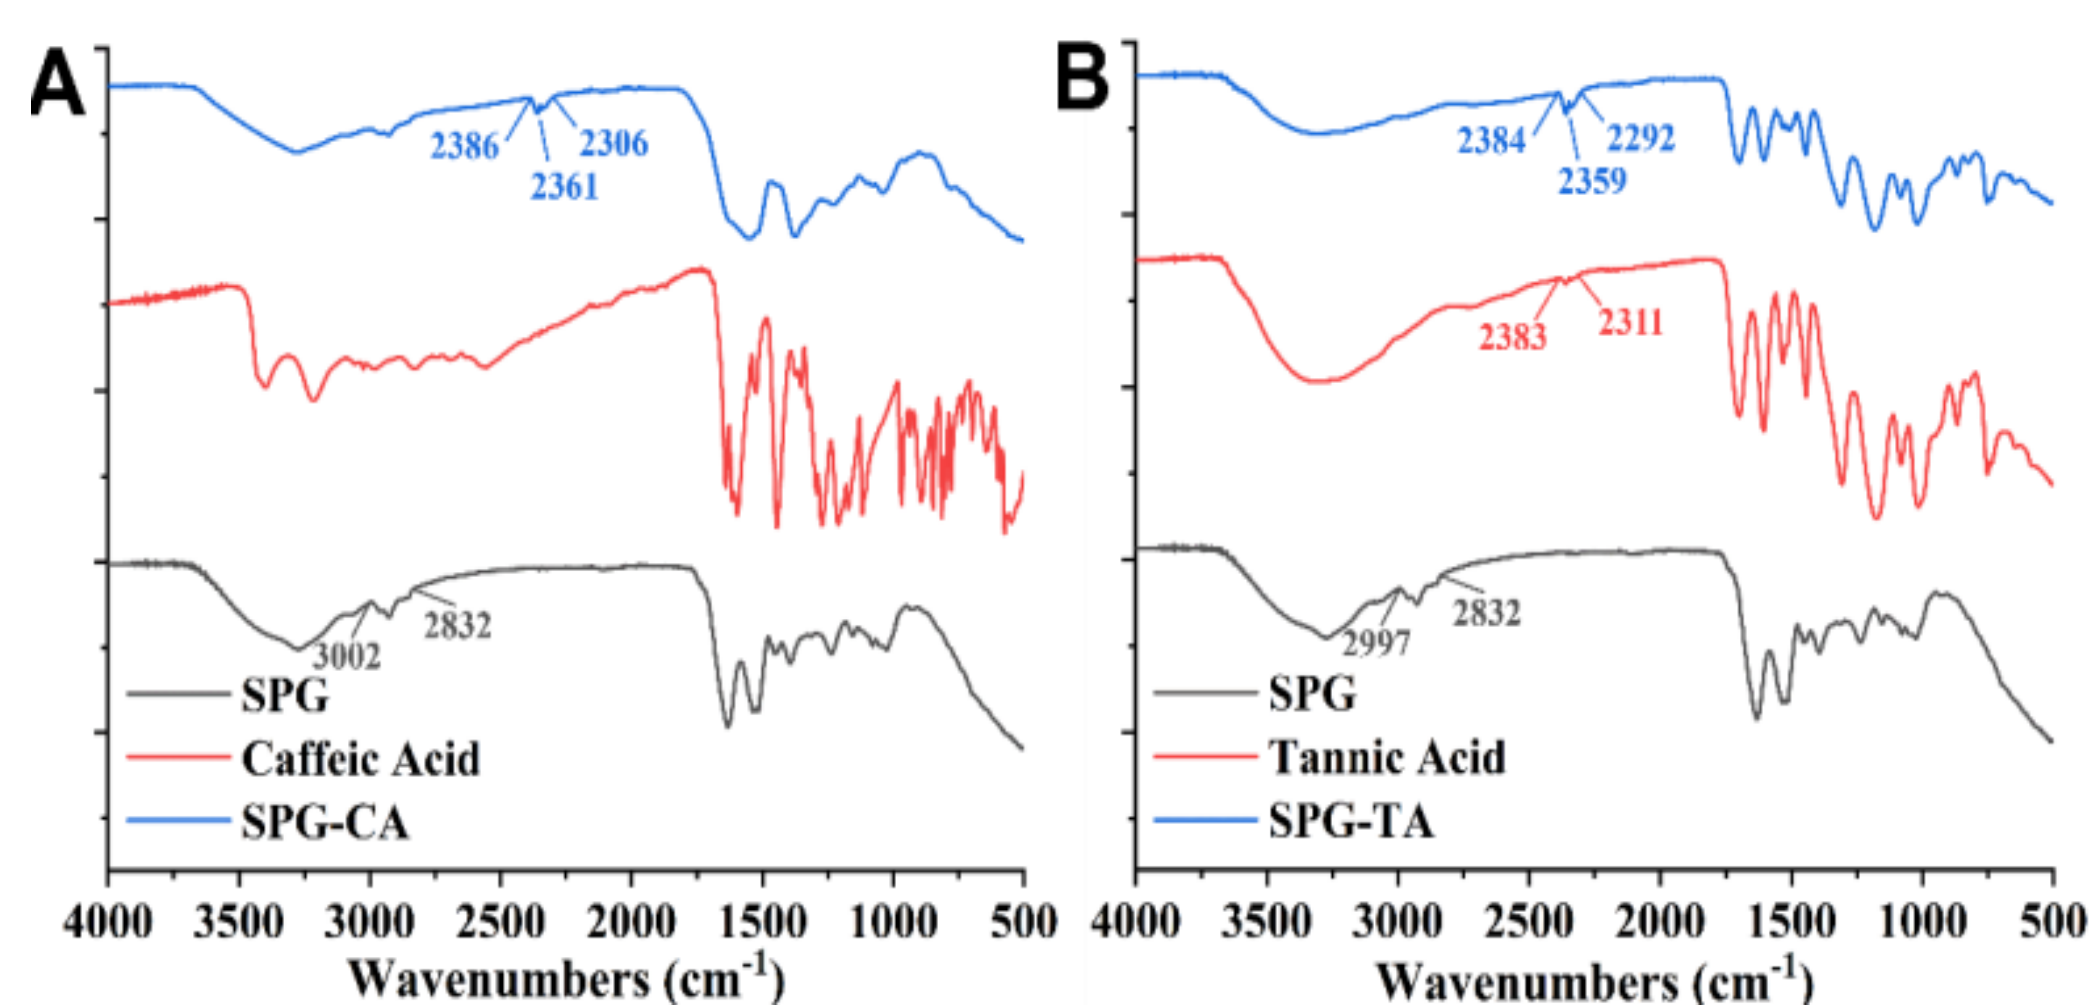 A
2386
2306
2361
3002
2832
SPG
Caffeic Acid
SPG-CA
4000 3500 3000 2500 2000 1500 1000 500
Wavenumbers (cm-1)
B
2384
2292
2359
2383
2311
2997
2832
SPG
Tannic Acid
SPG-TA
4000 3500 3000 2500 2000 1500 1000 500
Wavenumbers (cm-1)